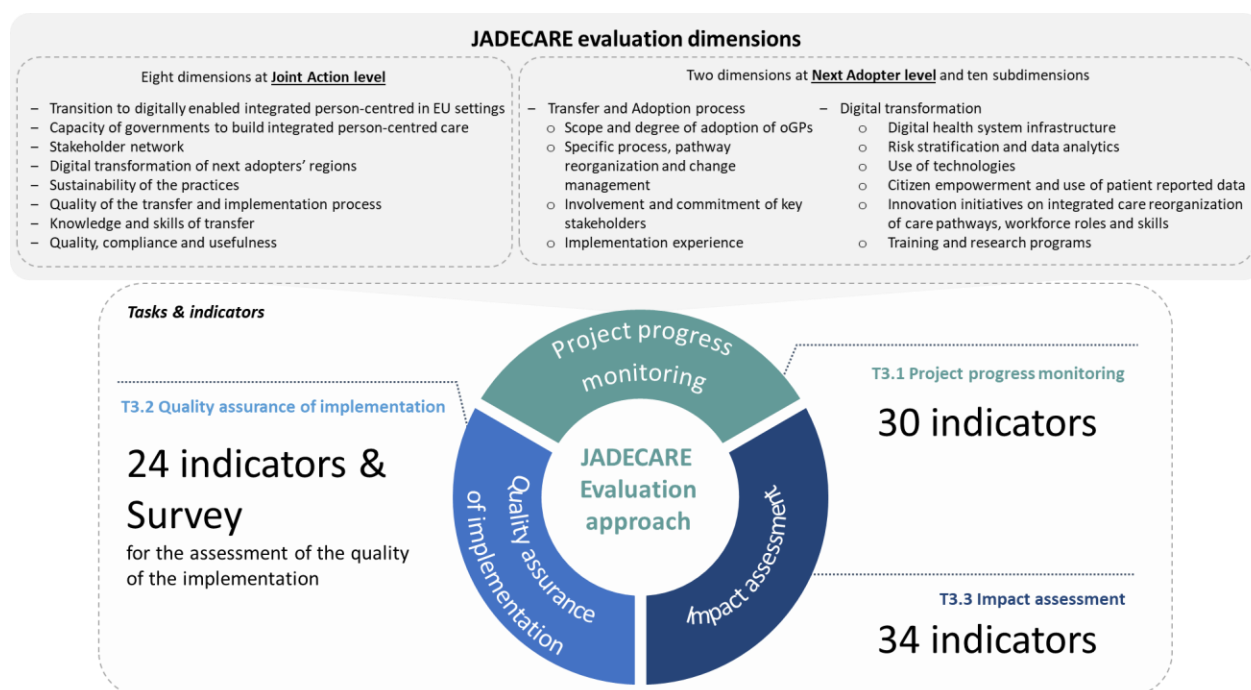 JADECARE evaluation dimensions
Eight dimensions at Joint Action level
– Transition to digitally enabled integrated person-centred in EU settings
– Capacity of governments to build integrated person-centred care
– Stakeholder network
– Digital transformation of next adopters' regions
– Sustainability of the practices
– Quality of the transfer and implementation process
– Knowledge and skills of transfer
– Quality, compliance and usefulness
Two dimensions at Next Adopter level and ten subdimensions
– Transfer and Adoption process
o Scope and degree of adoption of oGPs
o Specific process, pathway
reorganization and change
management
o Involvement and commitment of key
stakeholders
o Implementation experience
– Digital transformation
o Digital health system infrastructure
o Risk stratification and data analytics
o Use of technologies
o Citizen empowerment and use of patient reported data
o Innovation initiatives on integrated care reorganization
of care pathways, workforce roles and skills
o Training and research programs
Tasks & indicators
T3.2 Quality assurance of implementation
24 indicators &
Survey
for the assessment of the quality
of the implementation
Project progress
monitoring
Quality assurance
of implementation
JADECARE
Evaluation
approach
Impact assessment
T3.1 Project progress monitoring
30 indicators
T3.3 Impact assessment
34 indicators